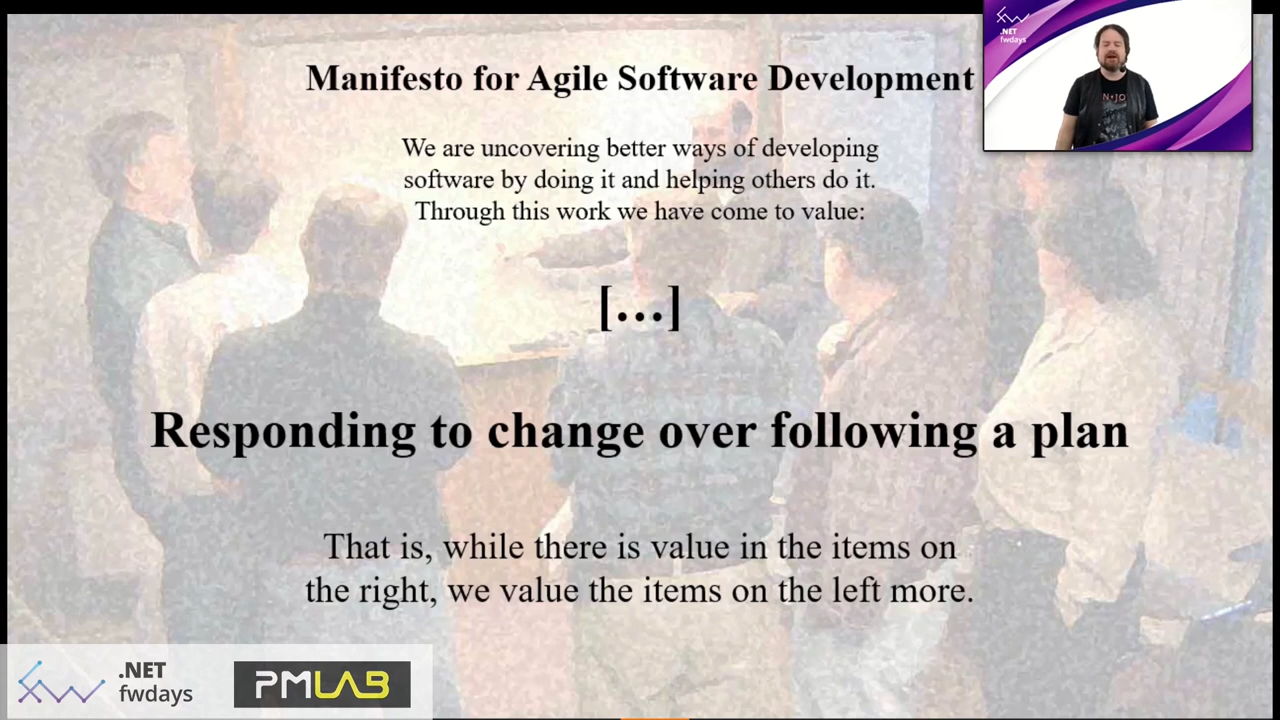 Manifesto for Agile Software Development
We are uncovering better ways of developing
software by doing it and helping others do it.
Through this work we have come to value:
[...]
Responding to change over following a plan
That is, while there is value in the items on
the right, we value the items on the left more.
.NET
fwdays
N•JO
.NET
fwdays
PMLAB